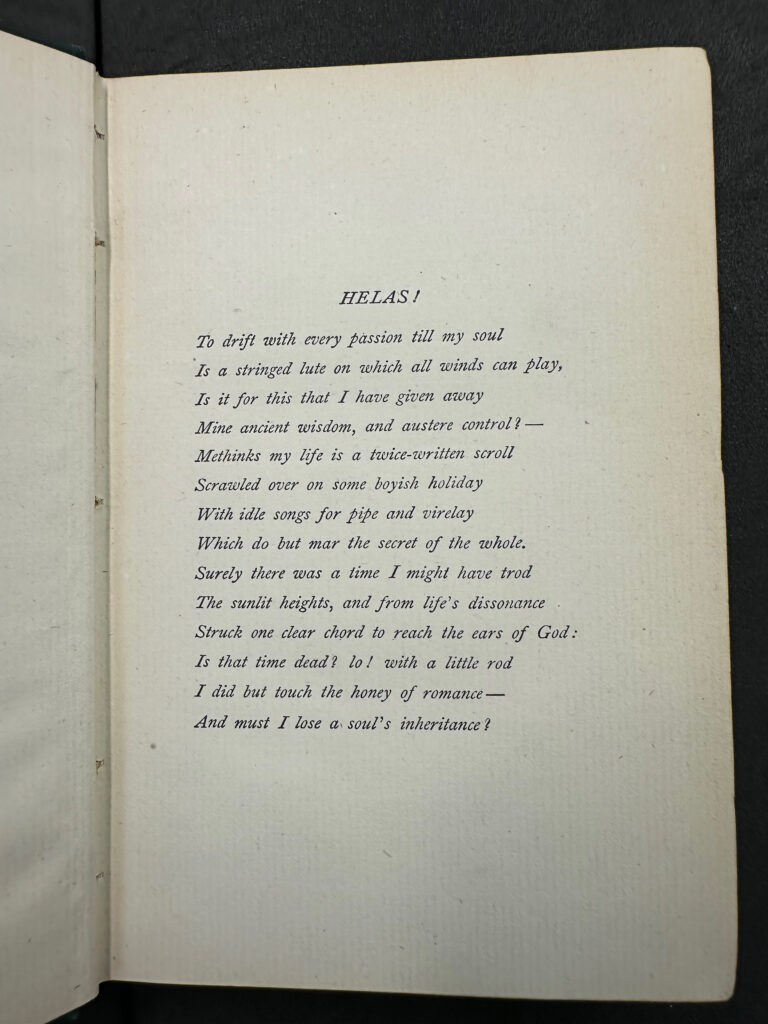 HELAS!
To drift with every passion till my soul
Is a stringed lute on which all winds can play,
Is it for this that I have given away
Mine ancient wisdom, and austere control?—
Methinks my life is a twice-written scroll
Scrawled over on some boyish holiday
With idle songs for pipe and virelay
Which do but mar the secret of the whole.
Surely there was a time I might have trod
The sunlit heights, and from life's dissonance
Struck one clear chord to reach the ears of God:
Is that time dead? lo! with a little rod
I did but touch the honey of romance—
And must I lose a soul's inheritance?